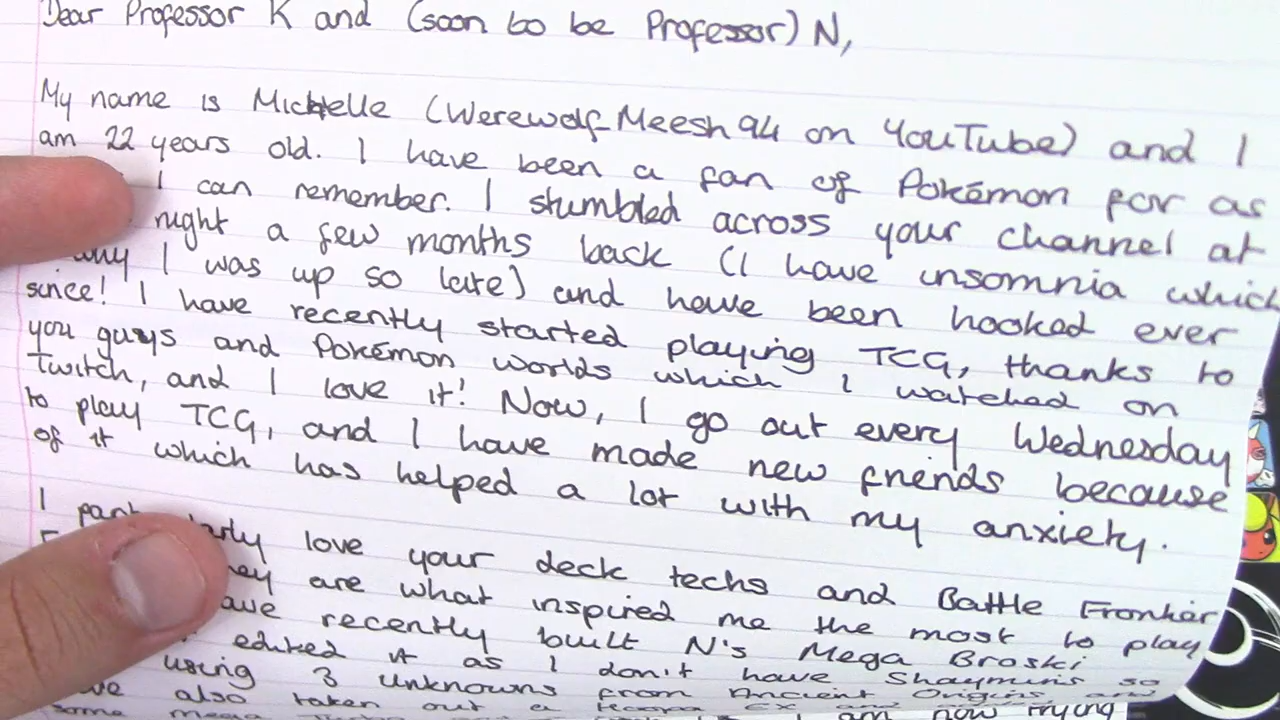 Dear Professor K and (soon to be Professor) N,
My name is Michelle (WerewolfMeesh94 on YouTube) and I
am 22 years old. I have been a fan of Pokémon for as
I can remember. I stumbled across your channel at
night a few months back (I have insomnia which
why I was up so late) and have been hooked ever
since! I have recently started playing TCG, thanks to
you guys and Pokémon Worlds which I watched on
Twitch, and I love it! Now, I go out every Wednesday
to play TCG, and I have made new friends because
of it which has helped a lot with my anxiety.
I love your deck techs and Battle Frontier
are what inspired me the most to play
recently built N's Mega Broski
edited it as I don't have Shaymins so
using 3 Unknowns from Ancient Origins and
also taken out a Hoopa EX and am now trying
some mega